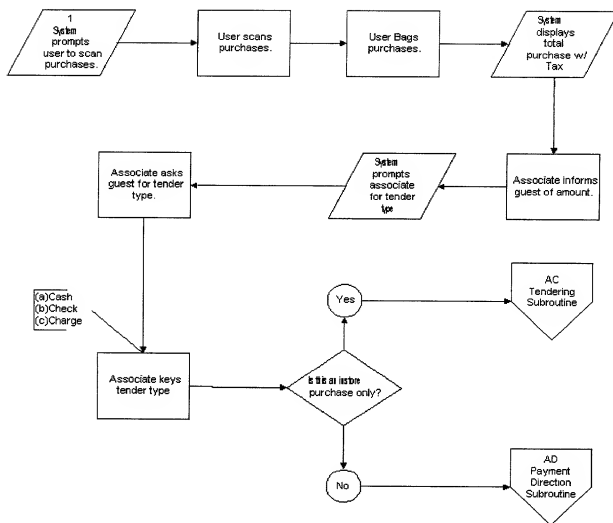 1
System
prompts
user to scan
purchases.
User scans
purchases.
User Bags
purchases.
System
displays
total
purchase w/
Tax
Associate informs
guest of amount.
System
prompts
associate
for tender
type
Associate asks
guest for tender
type.
(a)Cash
(b)Check
(c)Charge
Associate keys
tender type
Is this an instore
purchase only?
Yes
AC
Tendering
Subroutine
No
AD
Payment
Direction
Subroutine